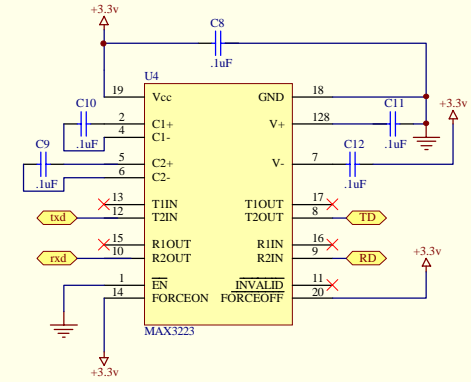 +3.3v
C8
.1uF
U4
19 Vcc GND 18
C10 C11
+3.3v
2 C1+ V+ 128
.1uF 4 C1- .1uF
C9 C12
5 C2+ V- 7
.1uF 6 C2- .1uF
13 T1IN T1OUT 17
txd 12 T2IN T2OUT 8 TD
15 R1OUT R1IN 16
rxd 10 R2OUT R2IN 9 RD
+3.3v
1 EN INVALID 11
14 FORCEON FORCEOFF 20
MAX3223
+3.3v